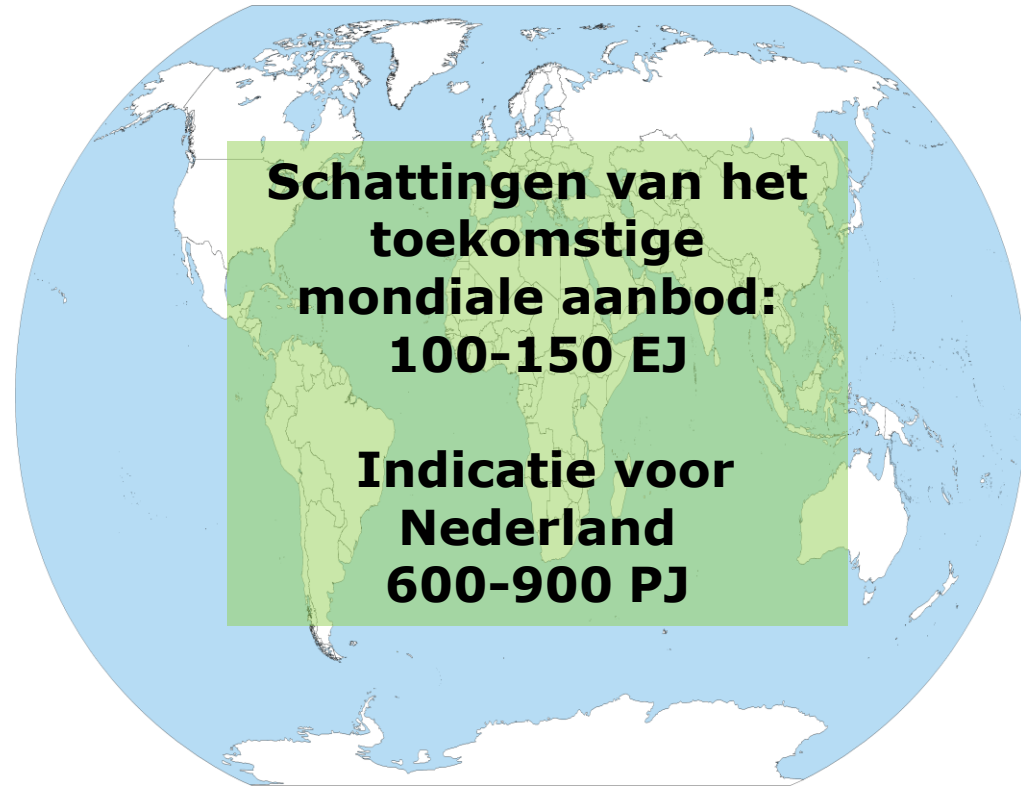 Schattingen van het
toekomstige
mondiale aanbod:
100-150 EJ
Indicatie voor
Nederland
600-900 PJ